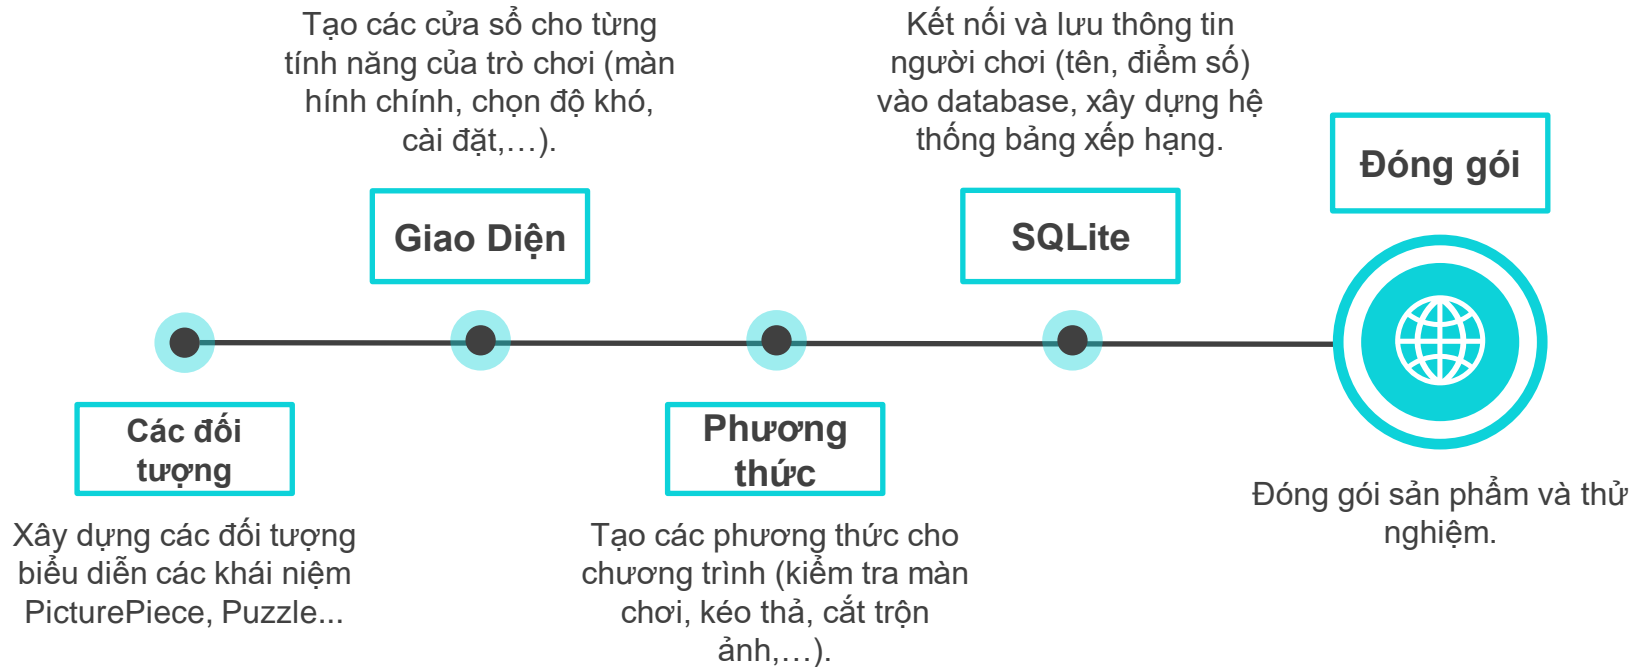 Tạo các cửa sổ cho từng
tính năng của trò chơi (màn
hính chính, chọn độ khó,
cài đặt,…).
Giao Diện
Kết nối và lưu thông tin
người chơi (tên, điểm số)
vào database, xây dựng hệ
thống bảng xếp hạng.
SQLite
Đóng gói
Các đối
tượng
Xây dựng các đối tượng
biểu diễn các khái niệm
PicturePiece, Puzzle...
Phương
thức
Tạo các phương thức cho
chương trình (kiểm tra màn
chơi, kéo thả, cắt trộn
ảnh,…).
Đóng gói sản phẩm và thử
nghiệm.